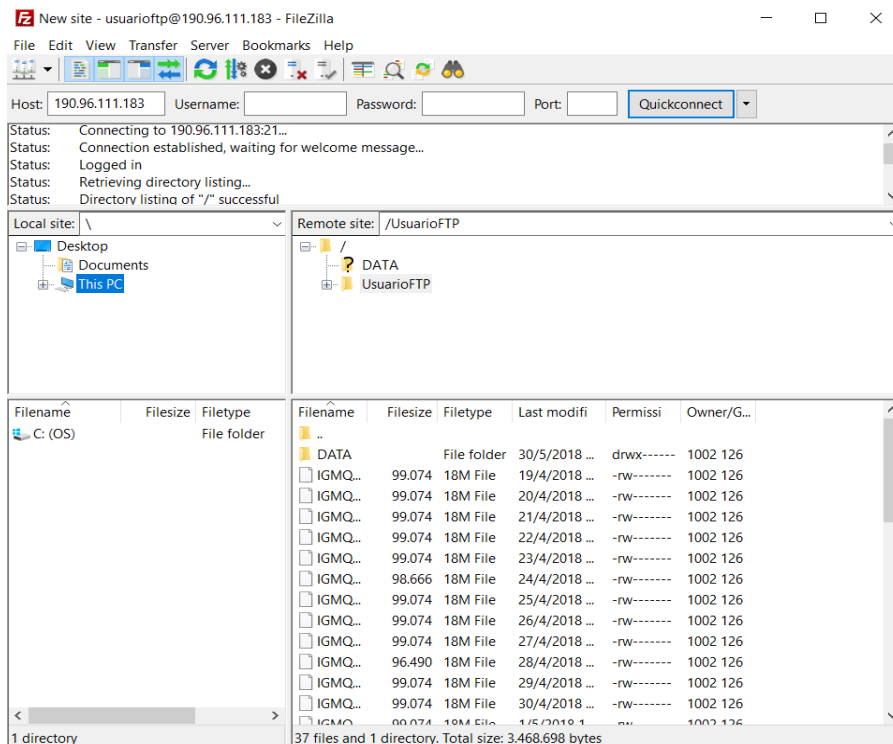 New site - usuarioftp@190.96.111.183 - FileZilla
File Edit View Transfer Server Bookmarks Help
Host: 190.96.111.183 Username: Password: Port: Quickconnect
Status: Connecting to 190.96.111.183:21...
Status: Connection established, waiting for welcome message...
Status: Logged in
Status: Retrieving directory listing...
Status: Directory listing of "/" successful
Local site: \
Desktop
Documents
This PC
Remote site: /UsuarioFTP
/
? DATA
UsuarioFTP
Filename Filesize Filetype
C: (OS) File folder
1 directory
Filename Filesize Filetype Last modifi Permissi Owner/G...
..
DATA File folder 30/5/2018 ... drwx------ 1002 126
IGMQ... 99.074 18M File 19/4/2018 ... -rw------- 1002 126
IGMQ... 99.074 18M File 20/4/2018 ... -rw------- 1002 126
IGMQ... 99.074 18M File 21/4/2018 ... -rw------- 1002 126
IGMQ... 99.074 18M File 22/4/2018 ... -rw------- 1002 126
IGMQ... 99.074 18M File 23/4/2018 ... -rw------- 1002 126
IGMQ... 98.666 18M File 24/4/2018 ... -rw------- 1002 126
IGMQ... 99.074 18M File 25/4/2018 ... -rw------- 1002 126
IGMQ... 99.074 18M File 26/4/2018 ... -rw------- 1002 126
IGMQ... 99.074 18M File 27/4/2018 ... -rw------- 1002 126
IGMQ... 96.490 18M File 28/4/2018 ... -rw------- 1002 126
IGMQ... 99.074 18M File 29/4/2018 ... -rw------- 1002 126
IGMQ... 99.074 18M File 30/4/2018 ... -rw------- 1002 126
99.074 18M File 1/5/2018 1002 126
37 files and 1 directory. Total size: 3.468.698 bytes